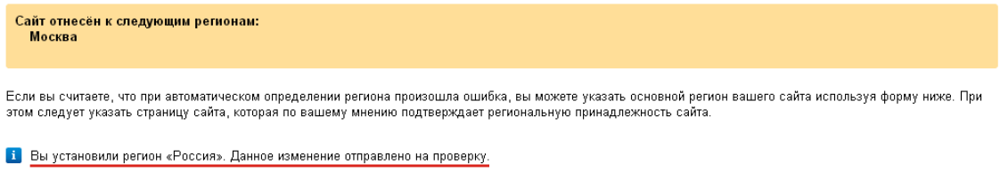 Сайт отнесён к следующим регионам:
Москва
Если вы считаете, что при автоматическом определении региона произошла ошибка, вы можете указать основной регион вашего сайта используя форму ниже. При
этом следует указать страницу сайта, которая по вашему мнению подтверждает региональную принадлежность сайта.
i Вы установили регион «Россия». Данное изменение отправлено на проверку.